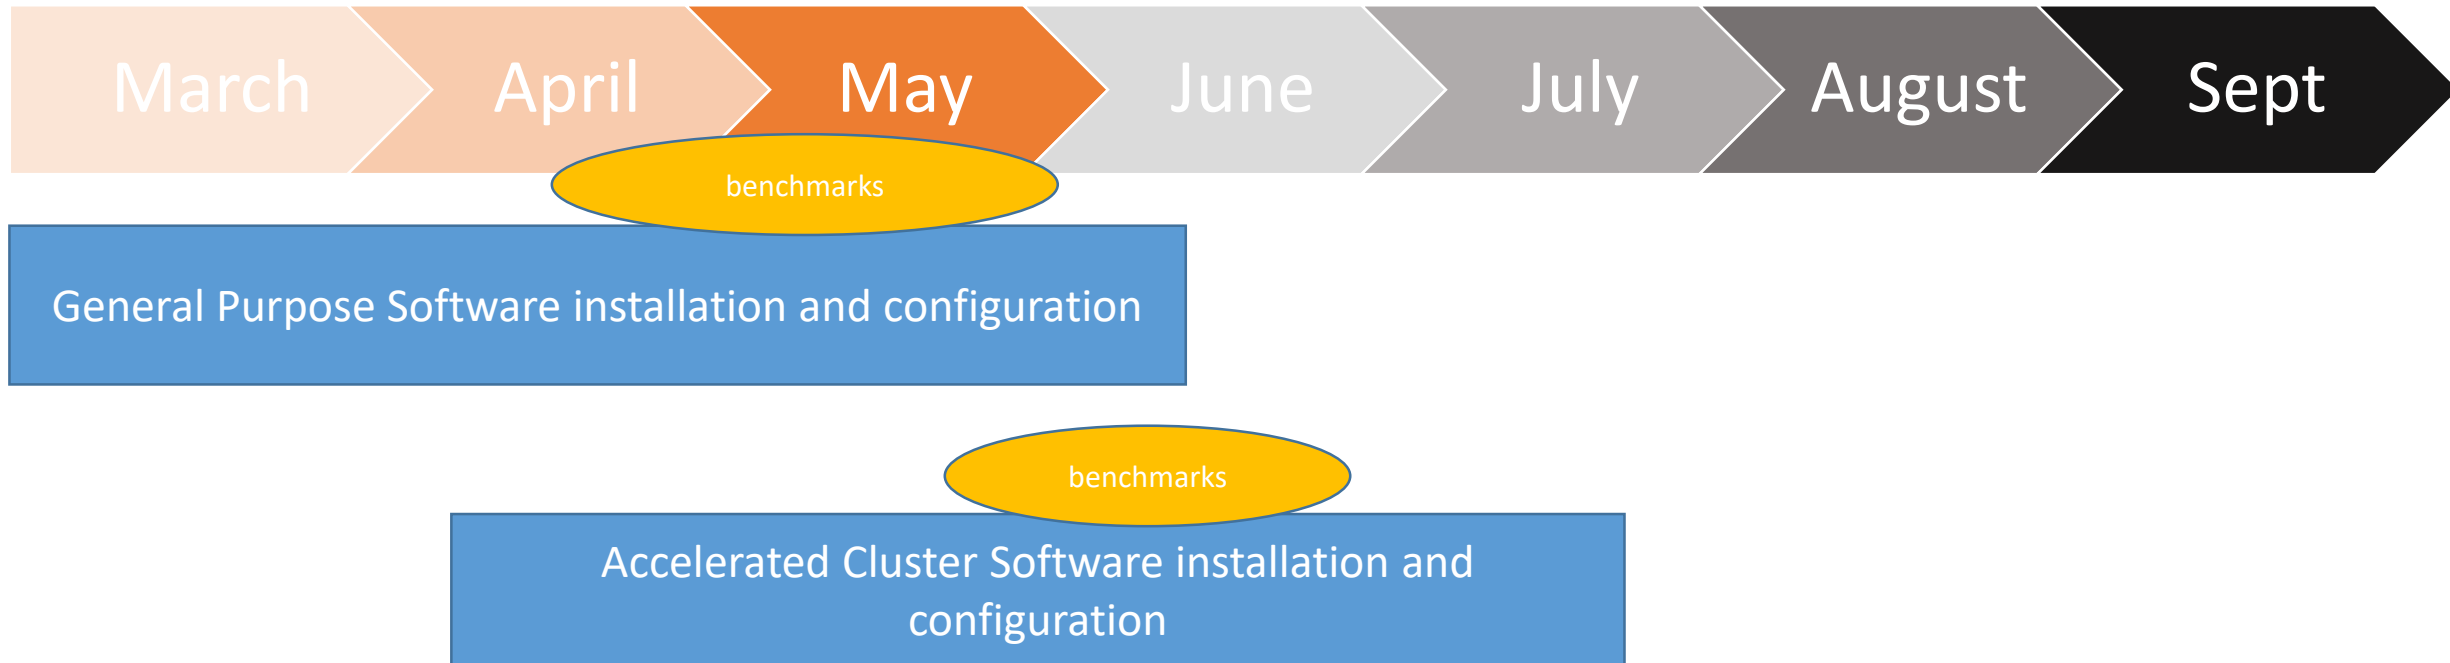 March April May June July August Sept
benchmarks
General Purpose Software installation and configuration
benchmarks
Accelerated Cluster Software installation and
configuration